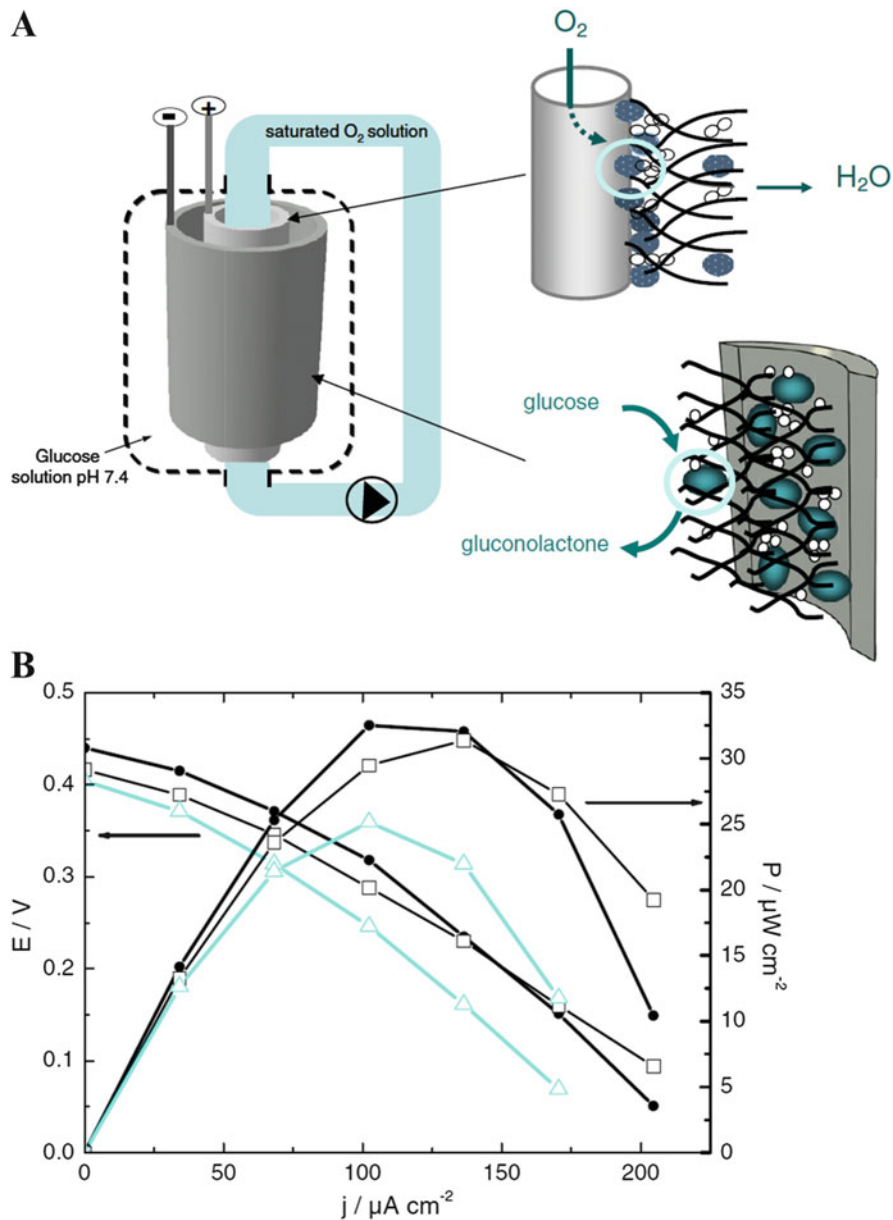 A
−
+
saturated O₂ solution
Glucose
solution pH 7.4
O₂
H₂O
glucose
gluconolactone
B
0.5
0.4
0.3
0.2
0.1
0.0
E / V
35
30
25
20
15
10
5
0
P / µW cm⁻²
0
50
100
150
200
j / µA cm⁻²